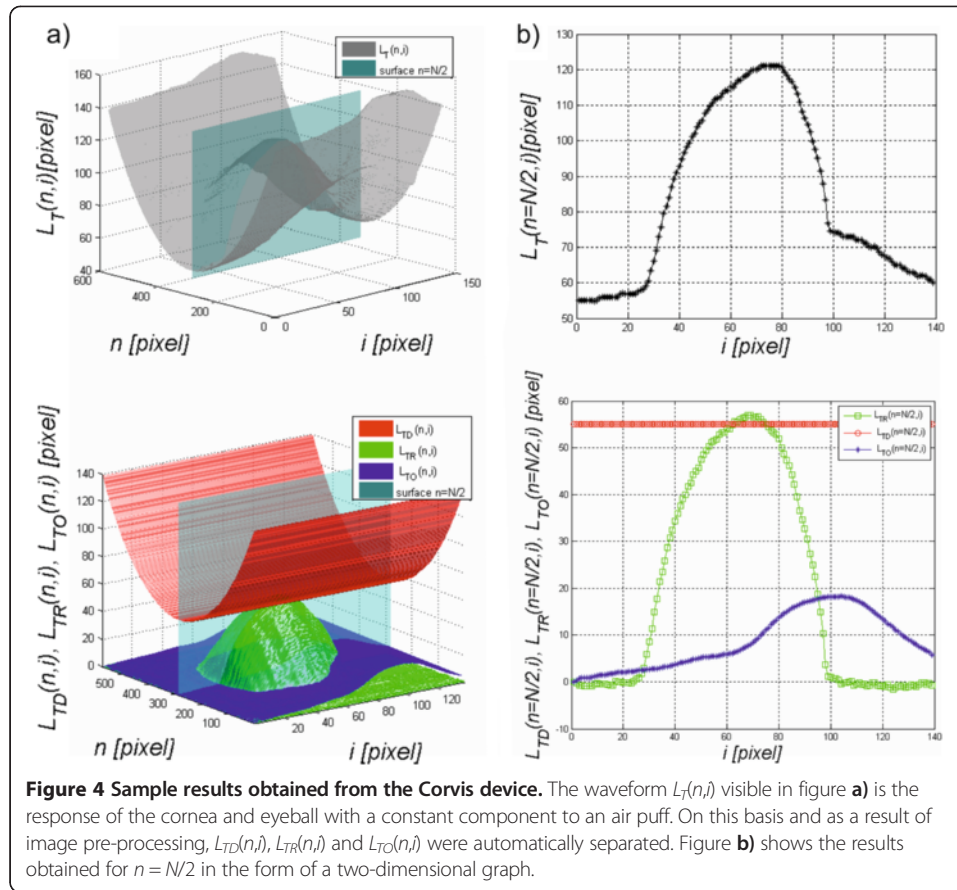 a)
L_T(n,i)
surface n=N/2
L_T(n,i)[pixel]
160
140
120
100
80
60
40
600
400
200
0
0
50
100
150
n [pixel]
i [pixel]
b)
L_T(n=N/2,i)[pixel]
130
120
110
100
90
80
70
60
50
0
20
40
60
80
100
120
140
i [pixel]
L_TD(n,i)
L_TR(n,i)
L_TO(n,i)
surface n=N/2
L_TD(n,i), L_TR(n,i), L_TO(n,i) [pixel]
140
120
100
80
60
40
20
0
500
400
300
200
100
20
40
60
80
100
120
n [pixel]
i [pixel]
L_TR(n=N/2,i)
L_TD(n=N/2,i)
L_TO(n=N/2,i)
L_TD(n=N/2,i), L_TR(n=N/2,i), L_TO(n=N/2,i) [pixel]
60
50
40
30
20
10
0
-10
0
20
40
60
80
100
120
140
i [pixel]
Figure 4 Sample results obtained from the Corvis device. The waveform L_T(n,i) visible in figure a) is the
response of the cornea and eyeball with a constant component to an air puff. On this basis and as a result of
image pre-processing, L_TD(n,i), L_TR(n,i) and L_TO(n,i) were automatically separated. Figure b) shows the results
obtained for n = N/2 in the form of a two-dimensional graph.